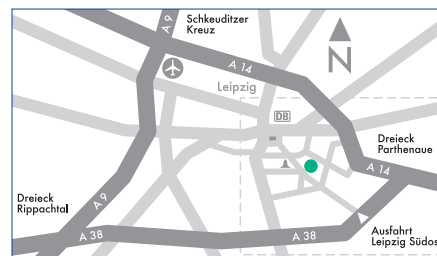 Schkeuditzer
Kreuz
A 9
A 14
N
Leipzig
DB
Dreieck
Parthenaue
A 14
Dreieck
Rippachtal
A 9
A 38
A 38
Ausfahrt
Leipzig Südos